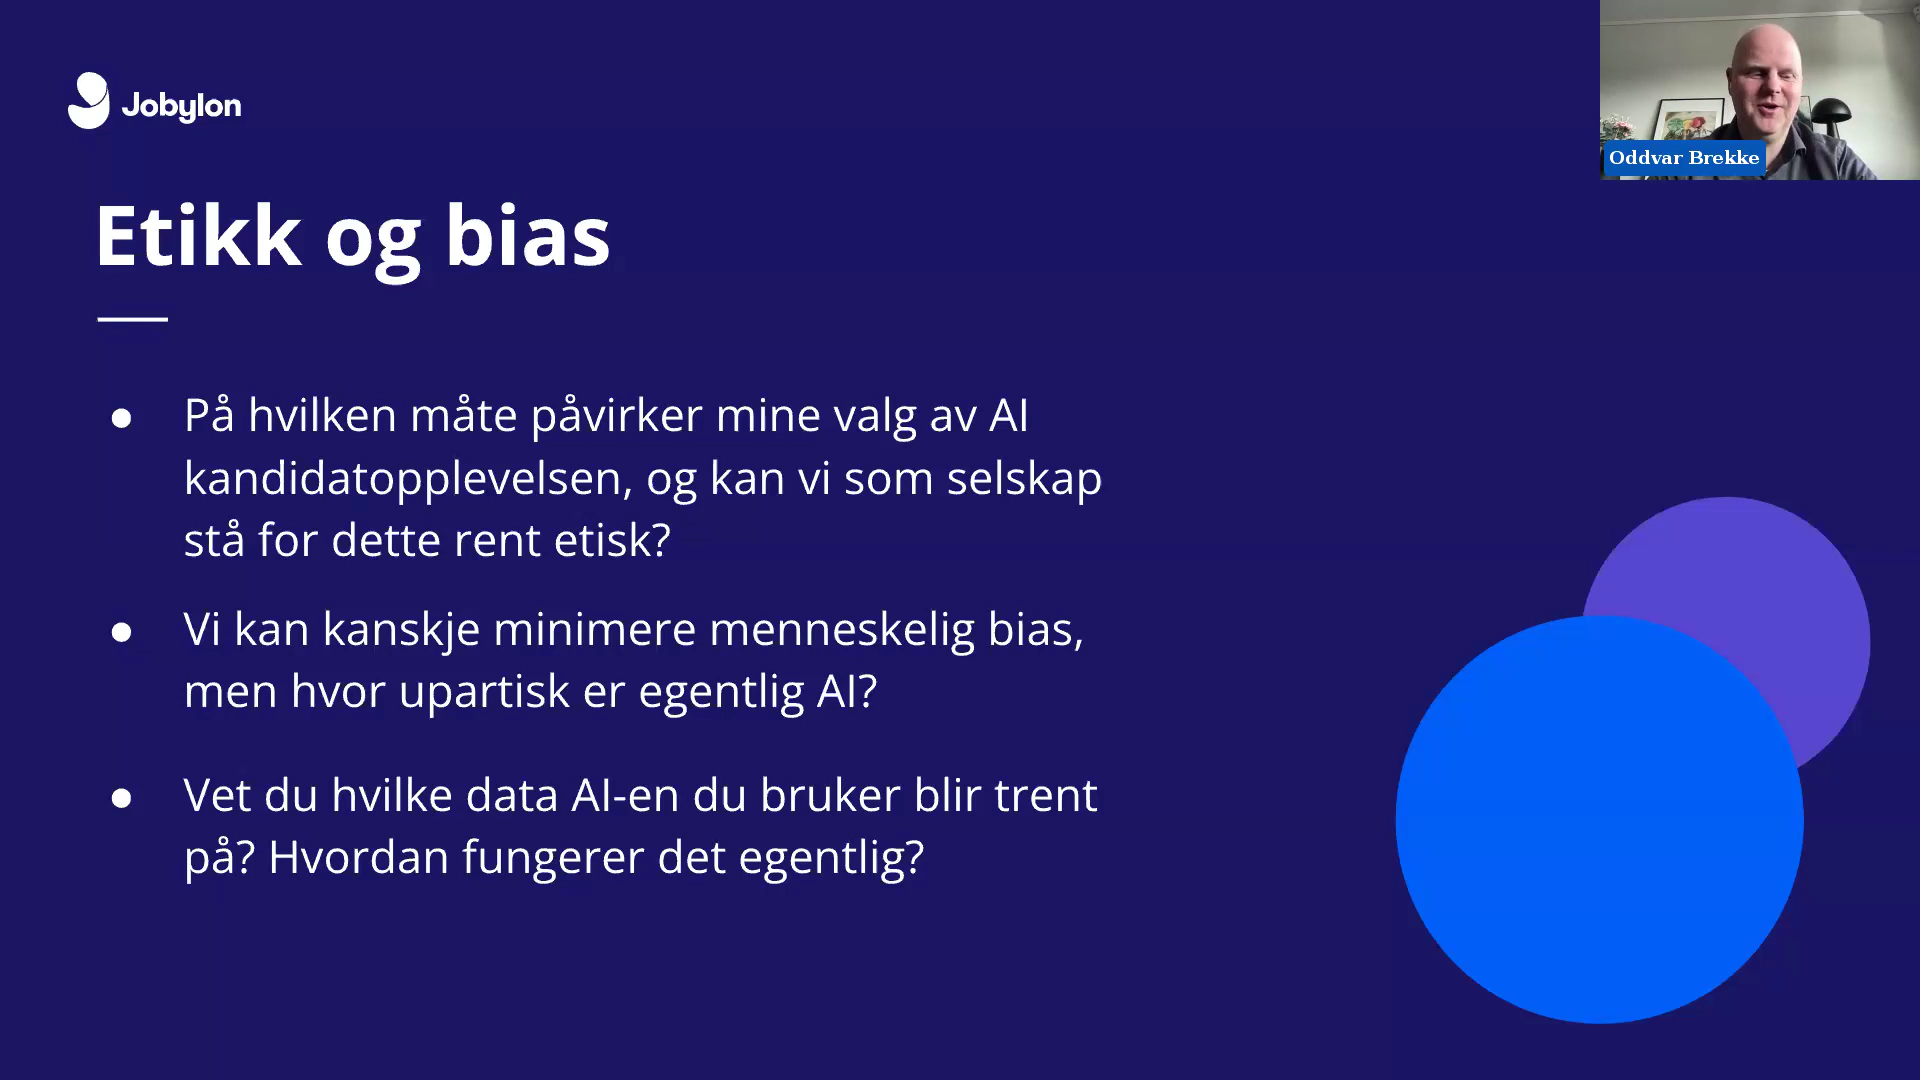 Jobylon
Oddvar Brekke
Etikk og bias
● På hvilken måte påvirker mine valg av AI
kandidatopplevelsen, og kan vi som selskap
stå for dette rent etisk?
● Vi kan kanskje minimere menneskelig bias,
men hvor upartisk er egentlig AI?
● Vet du hvilke data AI-en du bruker blir trent
på? Hvordan fungerer det egentlig?